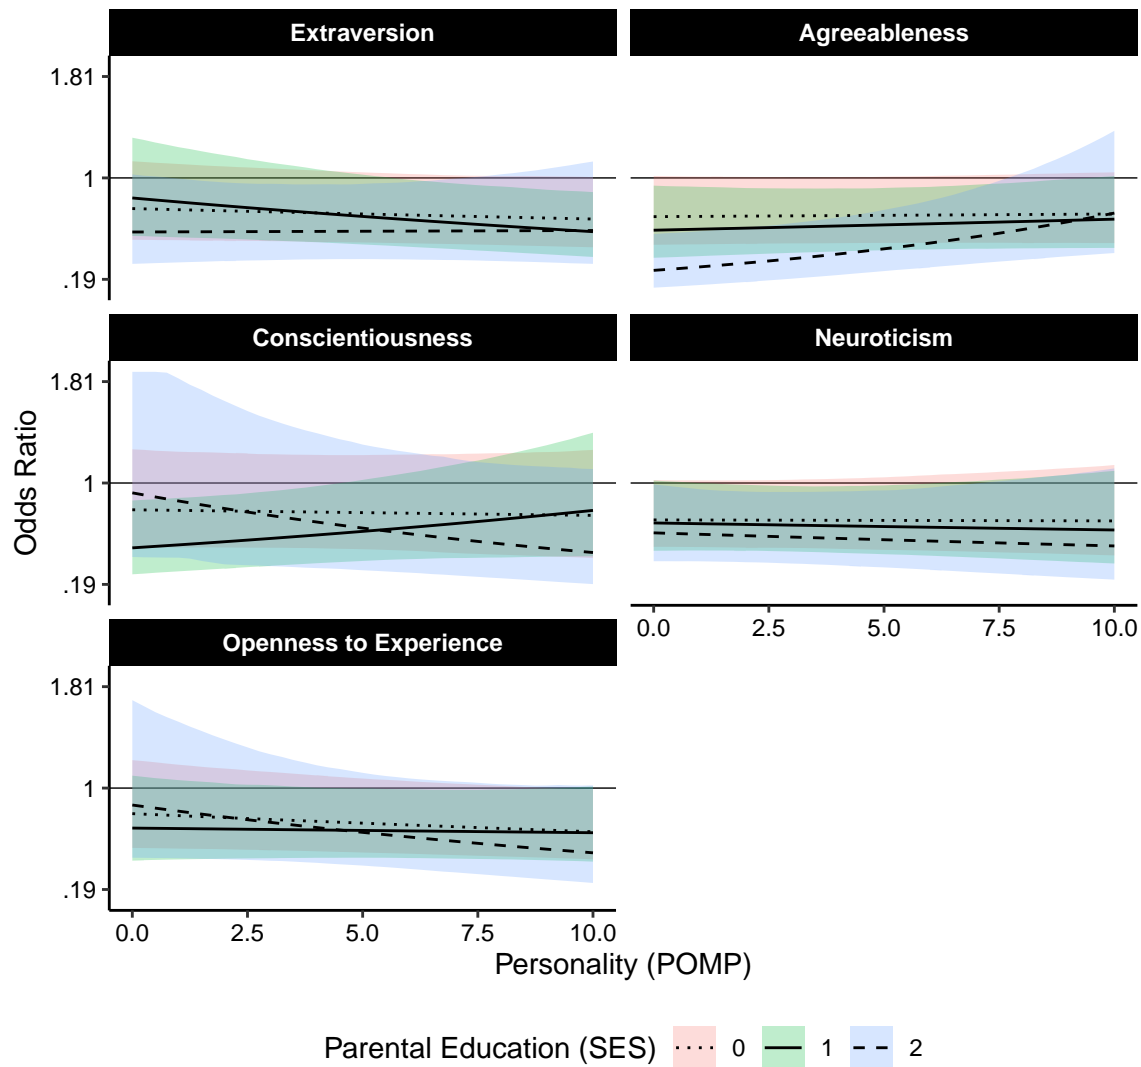 Extraversion
Agreeableness
1.81
1
.19
Conscientiousness
Neuroticism
1.81
1
.19
0.0 2.5 5.0 7.5 10.0
Openness to Experience
1.81
1
.19
0.0 2.5 5.0 7.5 10.0
Odds Ratio
Personality (POMP)
Parental Education (SES) 0 1 2